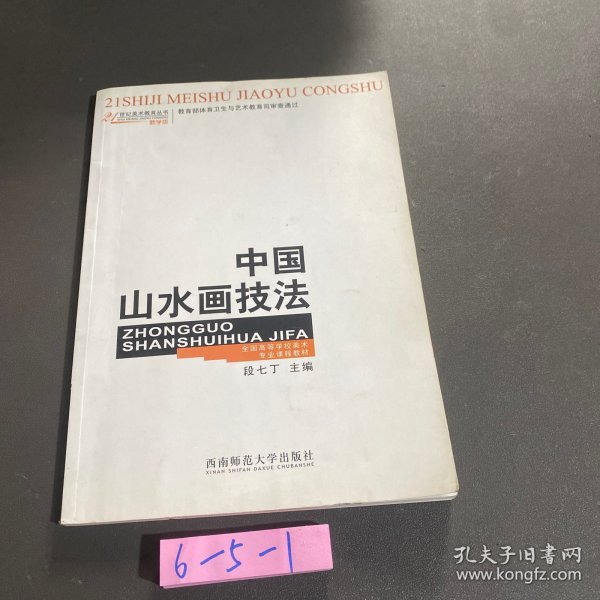 21SHIJI MEISHU JIAOYU CONGSHU
21世纪美术教育丛书
教育部体育卫生与艺术教育司审查通过
教学版
中国
山水画技法
ZHONGGUO
SHANSHUIHUA JIFA
全国高等学校美术
专业课程教材
段七丁 主编
西南师范大学出版社
XINAN SHIFAN DAXUE CHUBANSHE
6-5-1
孔夫子旧书网
www.kongfz.com